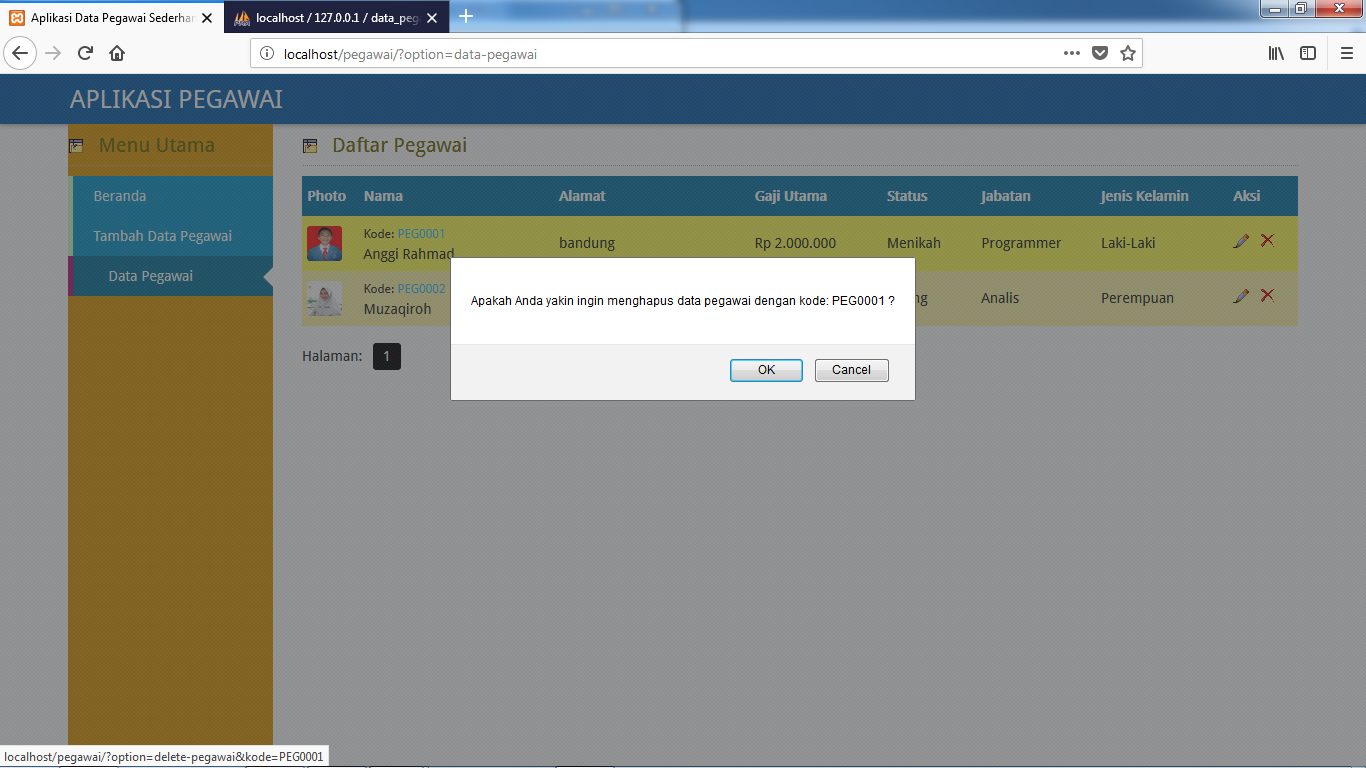 Aplikasi Data Pegawai Sederha
localhost / 127.0.0.1 / data_peg
localhost/pegawai/?option=data-pegawai
APLIKASI PEGAWAI
Menu Utama
Beranda
Tambah Data Pegawai
Data Pegawai
Daftar Pegawai
Photo Nama Alamat Gaji Utama Status Jabatan Jenis Kelamin Aksi
Kode: PEG0001
Anggi Rahmad bandung Rp 2.000.000 Menikah Programmer Laki-Laki
Kode: PEG0002
Muzaqiroh ng Analis Perempuan
Halaman: 1
Apakah Anda yakin ingin menghapus data pegawai dengan kode: PEG0001 ?
OK Cancel
localhost/pegawai/?option=delete-pegawai&kode=PEG0001